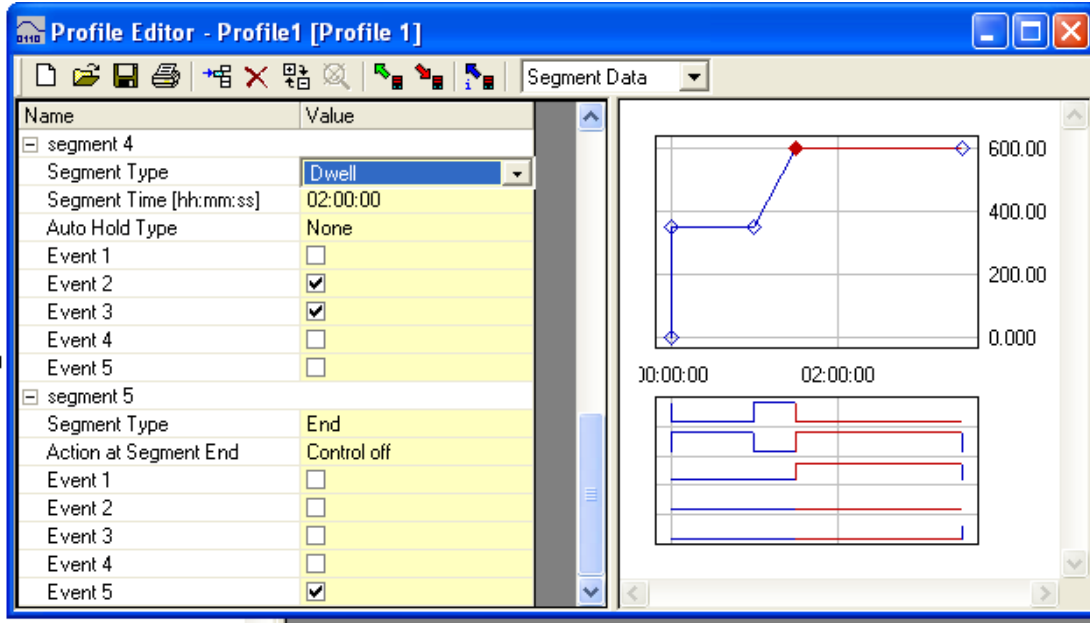 Profile Editor - Profile1 [Profile 1]
Segment Data
Name Value
segment 4
Segment Type Dwell
Segment Time [hh:mm:ss] 02:00:00
Auto Hold Type None
Event 1
Event 2
Event 3
Event 4
Event 5
segment 5
Segment Type End
Action at Segment End Control off
Event 1
Event 2
Event 3
Event 4
Event 5
600.00
400.00
200.00
0.000
00:00:00 02:00:00